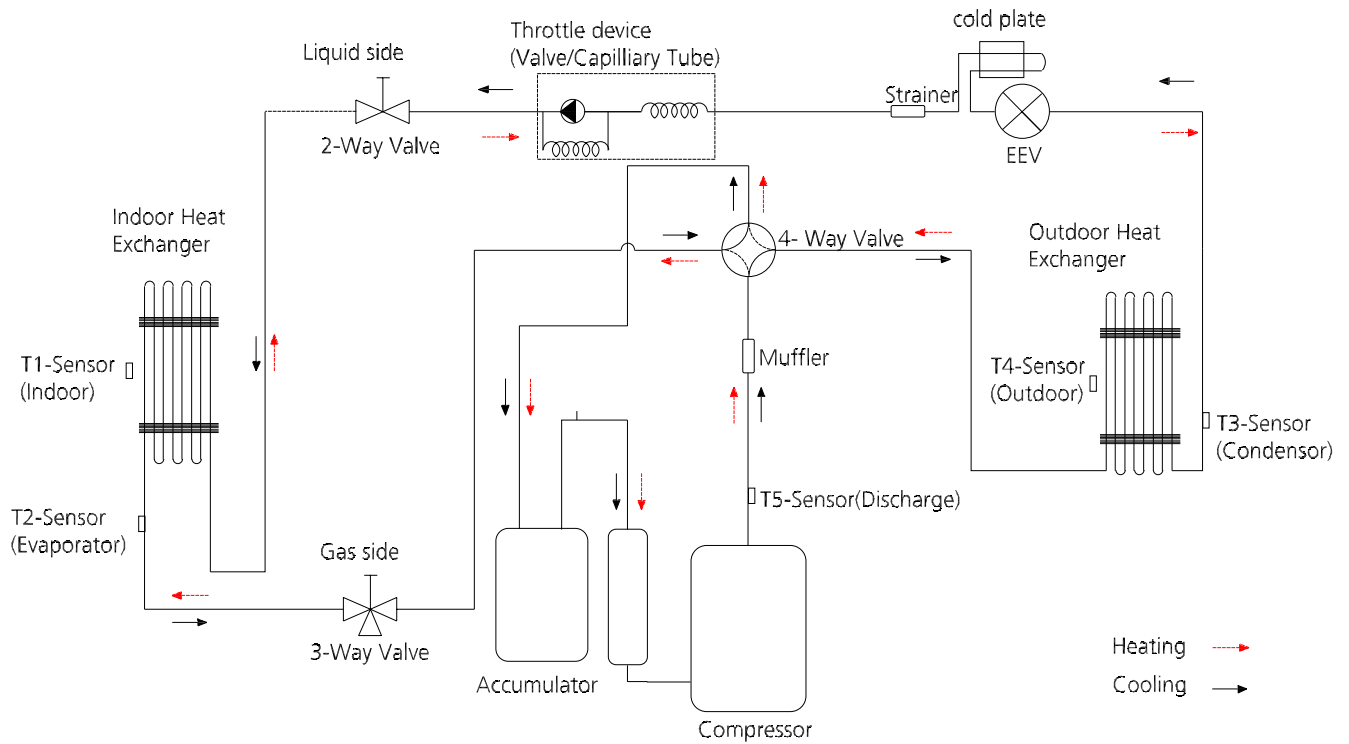 cold plate
Throttle device
(Valve/Capilliary Tube)
Liquid side
Strainer
2-Way Valve
EEV
Indoor Heat
Exchanger
4- Way Valve
Outdoor Heat
Exchanger
Muffler
T1-Sensor
(Indoor)
T4-Sensor
(Outdoor)
T3-Sensor
(Condensor)
T5-Sensor(Discharge)
T2-Sensor
(Evaporator)
Gas side
3-Way Valve
Accumulator
Compressor
Heating
Cooling